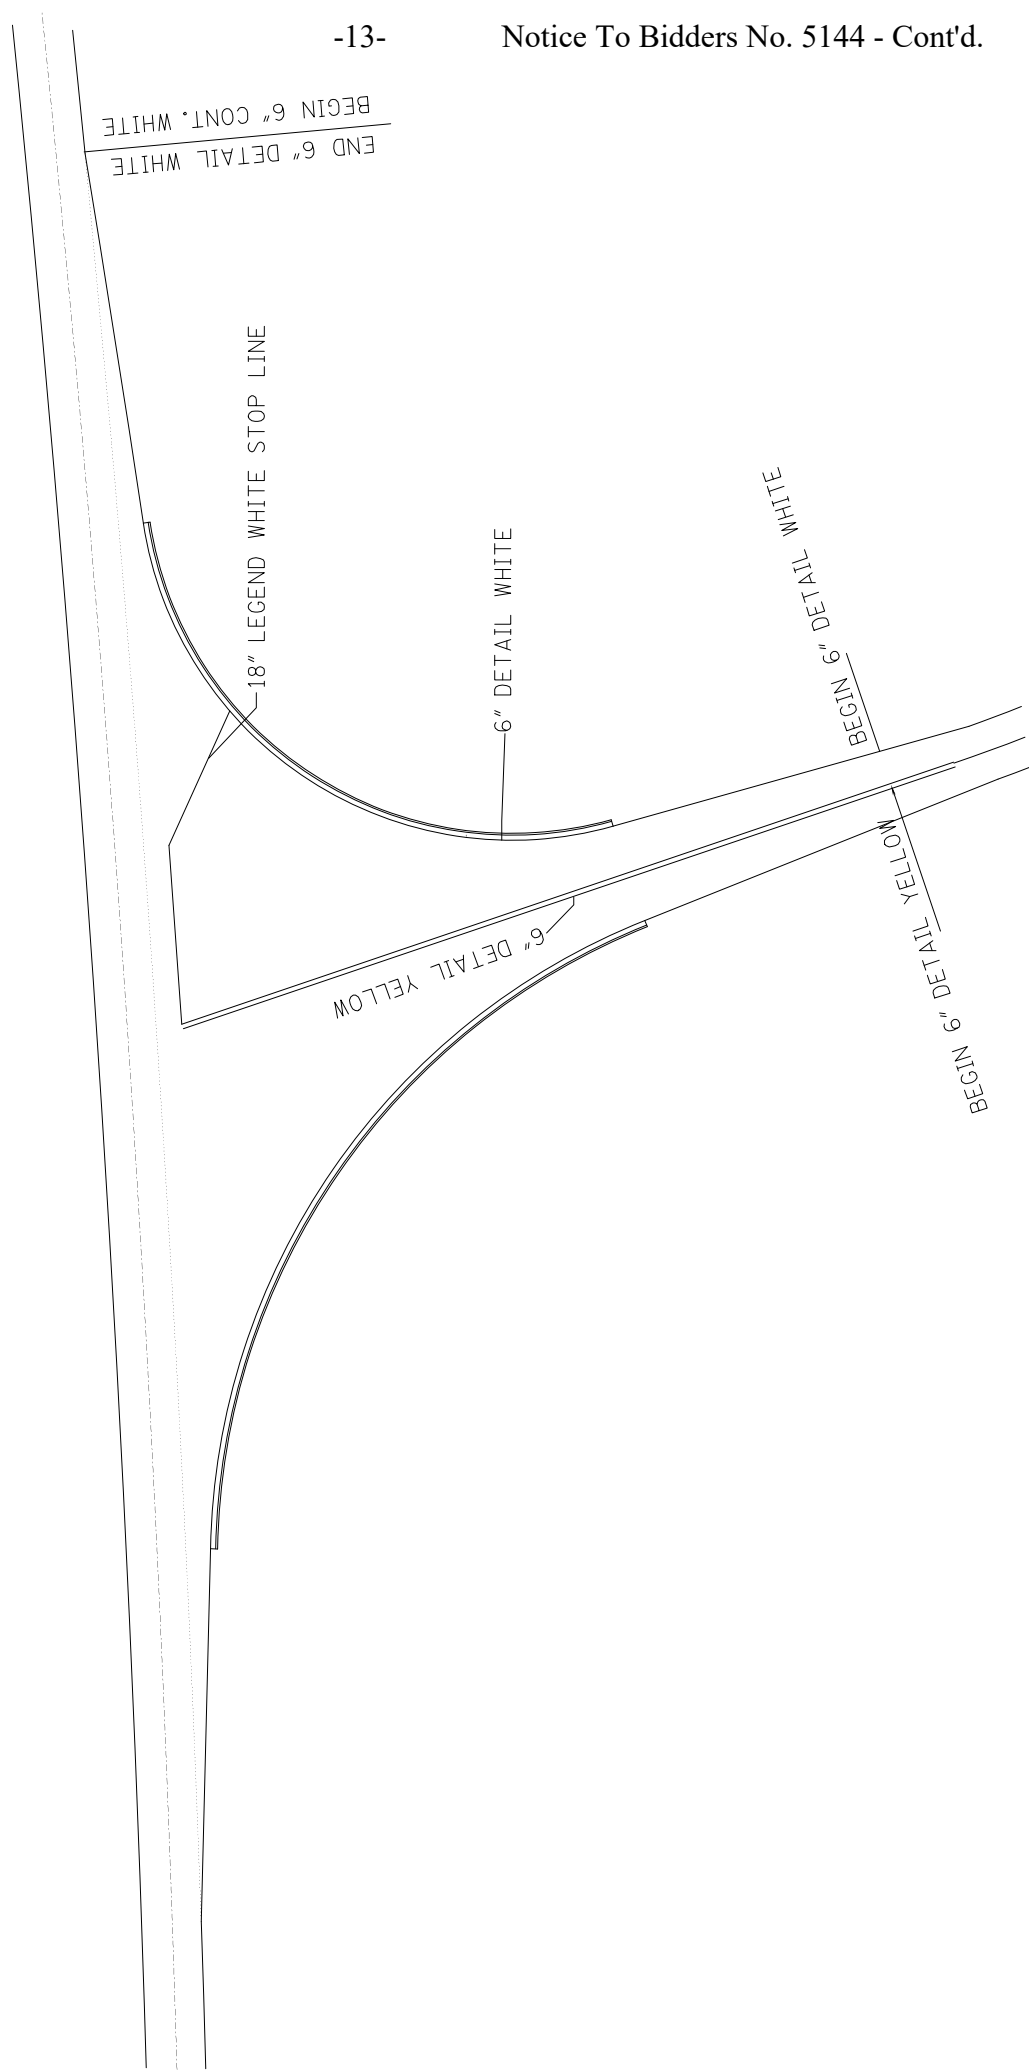 -13- Notice To Bidders No. 5144 - Cont'd.
BEGIN 6" CONT. WHITE
END 6" DETAIL WHITE
18" LEGEND WHITE STOP LINE
6" DETAIL WHITE
BEGIN 6" DETAIL WHITE
6" DETAIL YELLOW
BEGIN 6" DETAIL YELLOW